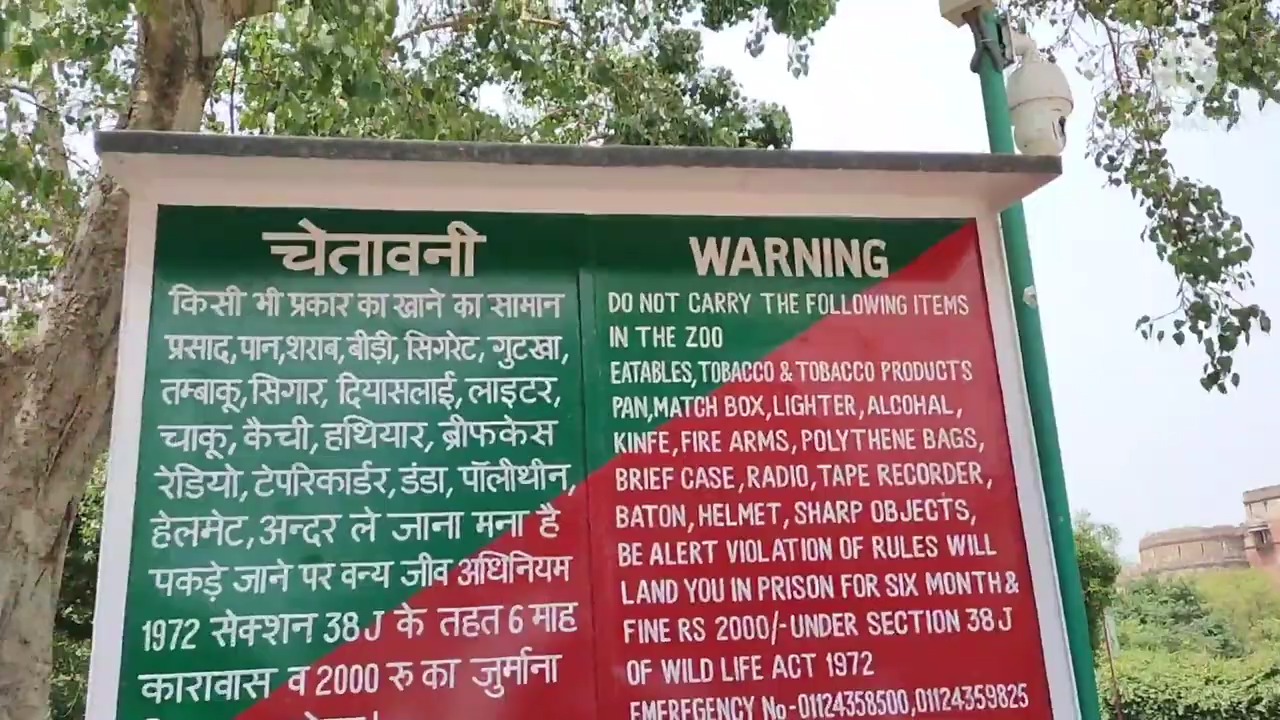 चेतावनी
किसी भी प्रकार का खाने का सामान
प्रसाद,पान,शराब,बीड़ी, सिगरेट, गुटखा,
तम्बाकू,सिगार, दियासलाई, लाइटर,
चाकू, कैची, हथियार, ब्रीफकेस
रेडियो, टेपरिकार्डर, डंडा, पॉलीथीन,
हेलमेट, अन्दर ले जाना मना है
पकड़े जाने पर वन्य जीव अधिनियम
1972 सेक्शन 38J के तहत 6 माह
कारावास व 2000 रु का जुर्माना
WARNING
DO NOT CARRY THE FOLLOWING ITEMS
IN THE ZOO
EATABLES,TOBACCO & TOBACCO PRODUCTS
PAN,MATCH BOX,LIGHTER,ALCOHAL,
KINFE,FIRE ARMS,POLYTHENE BAGS,
BRIEF CASE,RADIO,TAPE RECORDER,
BATON, HELMET, SHARP OBJECTS,
BE ALERT VIOLATION OF RULES WILL
LAND YOU IN PRISON FOR SIX MONTH &
FINE RS 2000/-UNDER SECTION 38 J
OF WILD LIFE ACT 1972
EMERGENCY No-01124358500,01124359825